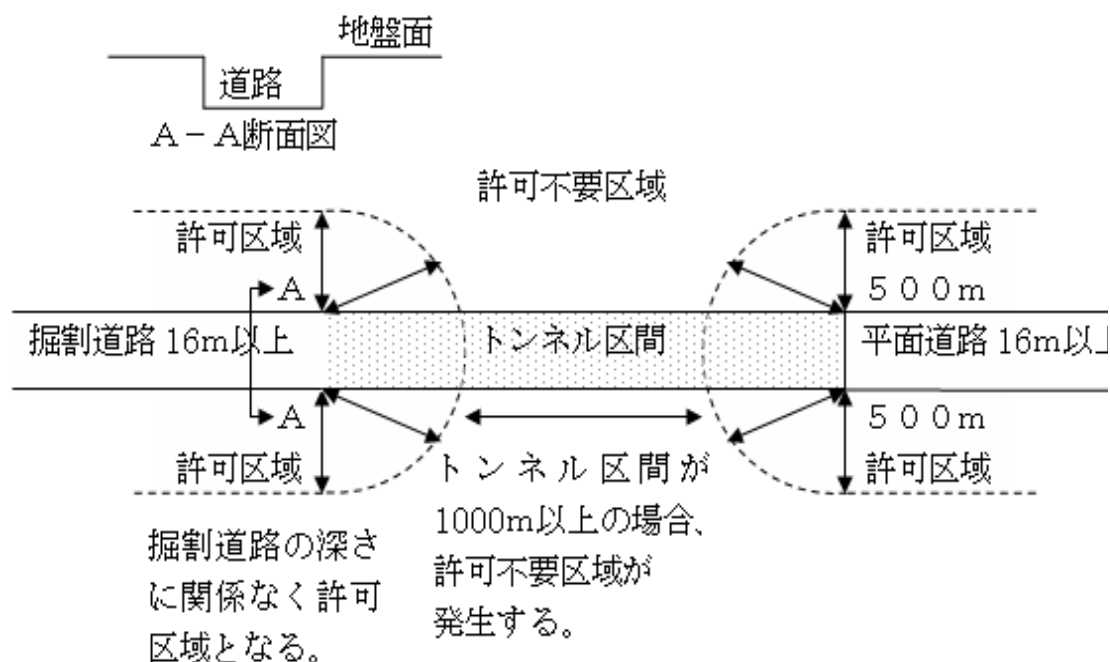 地盤面
道路
A－A断面図
許可不要区域
許可区域
許可区域
A
500m
掘割道路 16m以上
トンネル区間
平面道路 16m以上
A
500m
許可区域
許可区域
トンネル区間が
1000m以上の場合、
許可不要区域が
発生する。
掘割道路の深さ
に関係なく許可
区域となる。